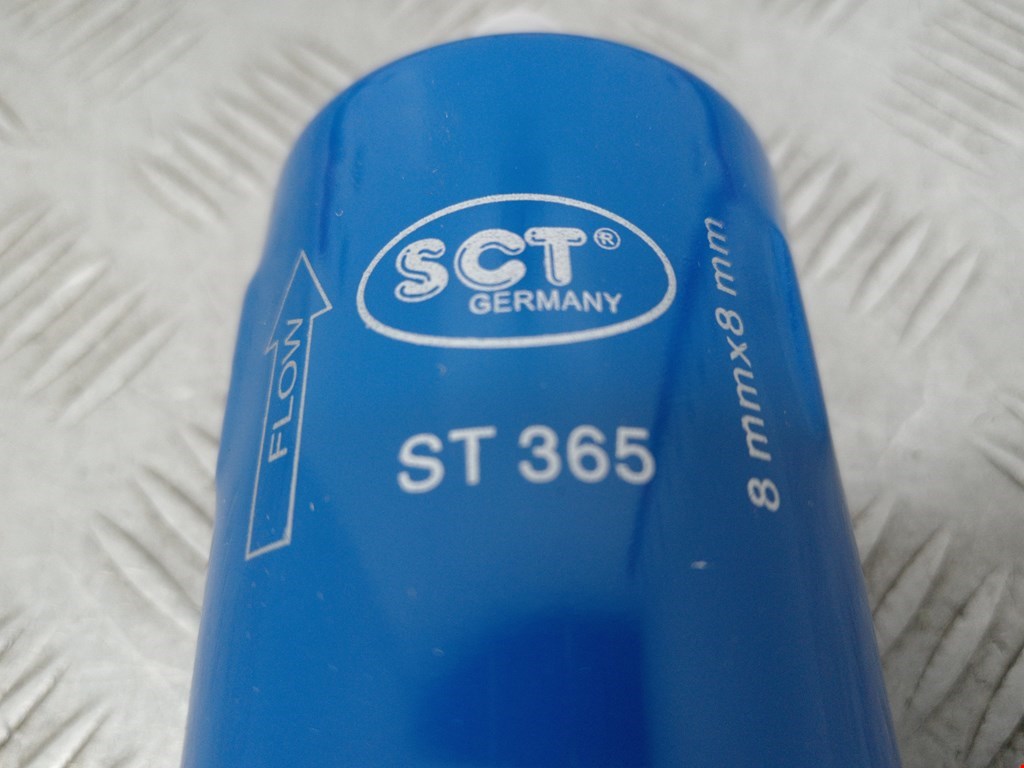 SCT®
GERMANY
FLOW
ST 365
8 mmx8 mm